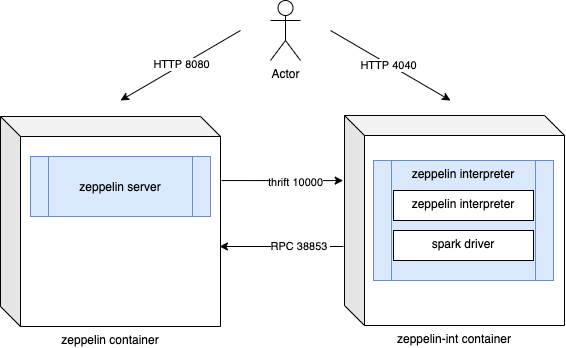 Actor
HTTP 8080
HTTP 4040
zeppelin server
zeppelin interpreter
thrift 10000
zeppelin interpreter
RPC 38853
spark driver
zeppelin container
zeppelin-int container